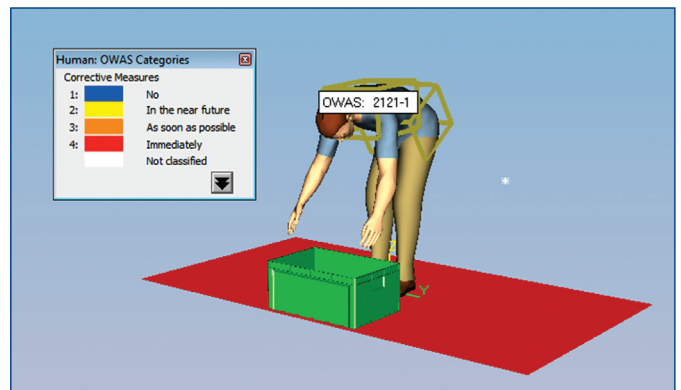 Human: OWAS Categories
Corrective Measures
1: No
2: In the near future
3: As soon as possible
4: Immediately
Not classified
OWAS: 2121-1
Z
Y